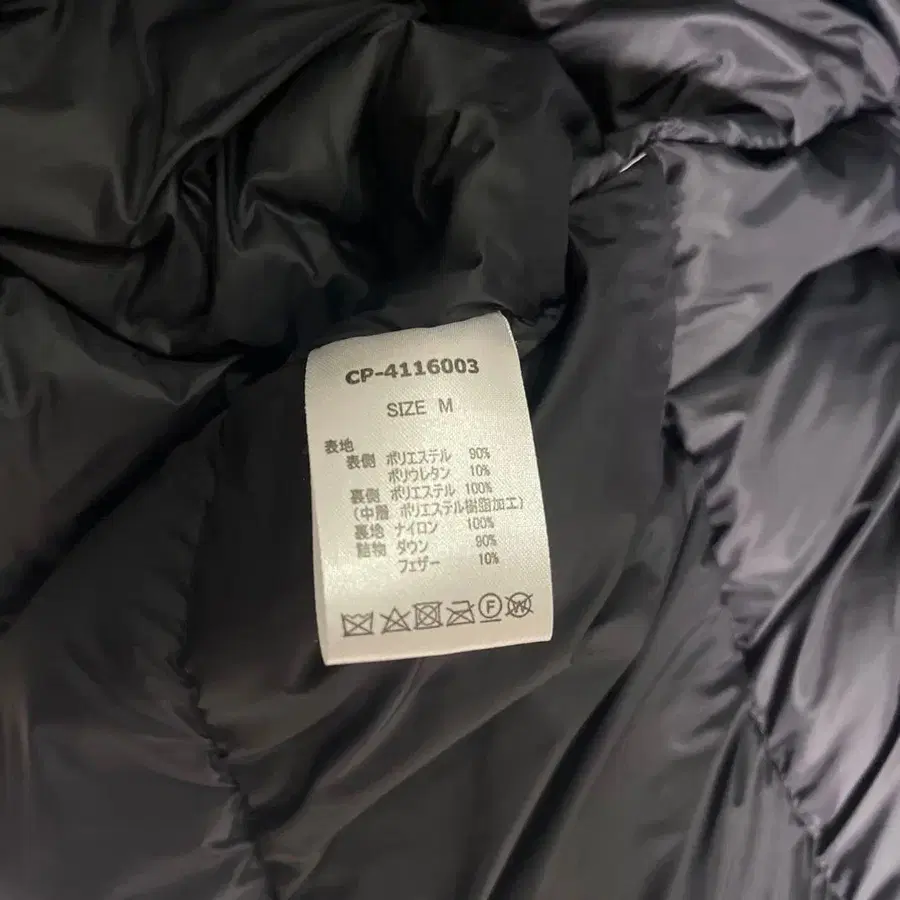 CP-4116003
SIZE M
表地
表側 ポリエステル 90%
ポリウレタン 10%
裏側 ポリエステル 100%
(中層 ポリエステル樹脂加工)
裏地 ナイロン 100%
詰物 ダウン 90%
フェザー 10%
F W